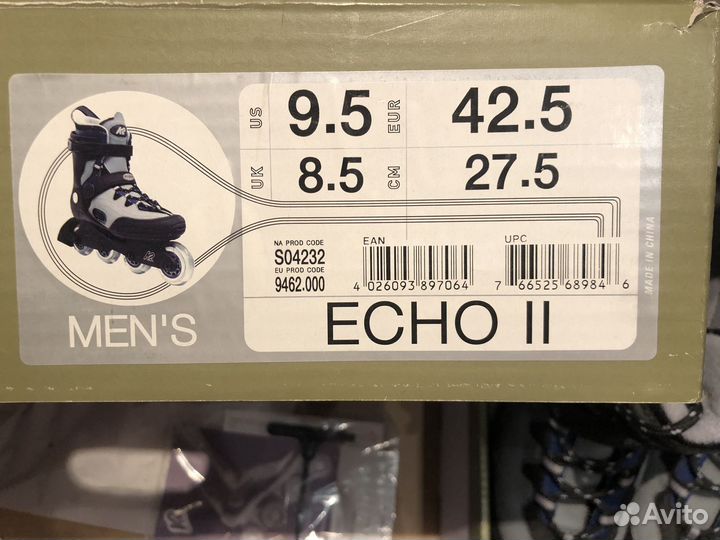 US 9.5 EUR 42.5
UK 8.5 CM 27.5
NA PROD CODE
S04232
EU PROD CODE
9462.000
EAN
4 026093 897064
UPC
7 66525 68984 6
MADE IN CHINA
MEN'S
ECHO II
K2
Avito